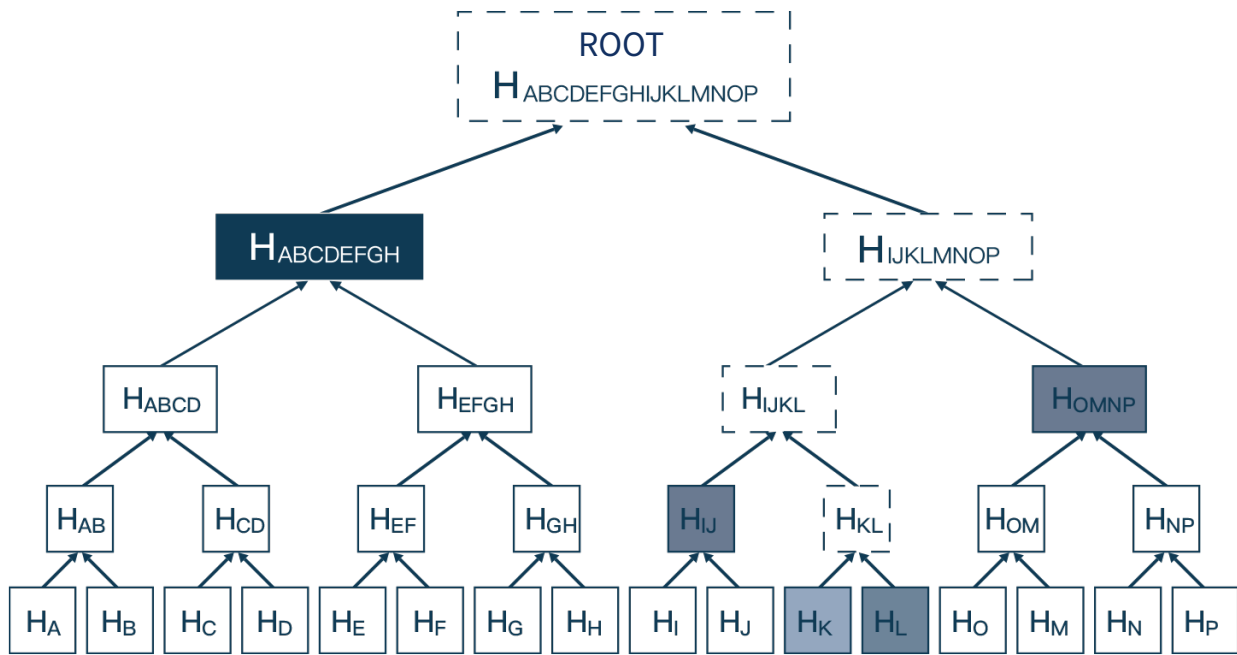 ROOT
HABCDEFGHIJKLMNOP
HABCDEFGH
HIJKLMNOP
HABCD
HEFGH
HIJKL
HOMNP
HAB
HCD
HEF
HGH
HIJ
HKL
HOM
HNP
HA
HB
HC
HD
HE
HF
HG
HH
HI
HJ
HK
HL
HO
HM
HN
HP